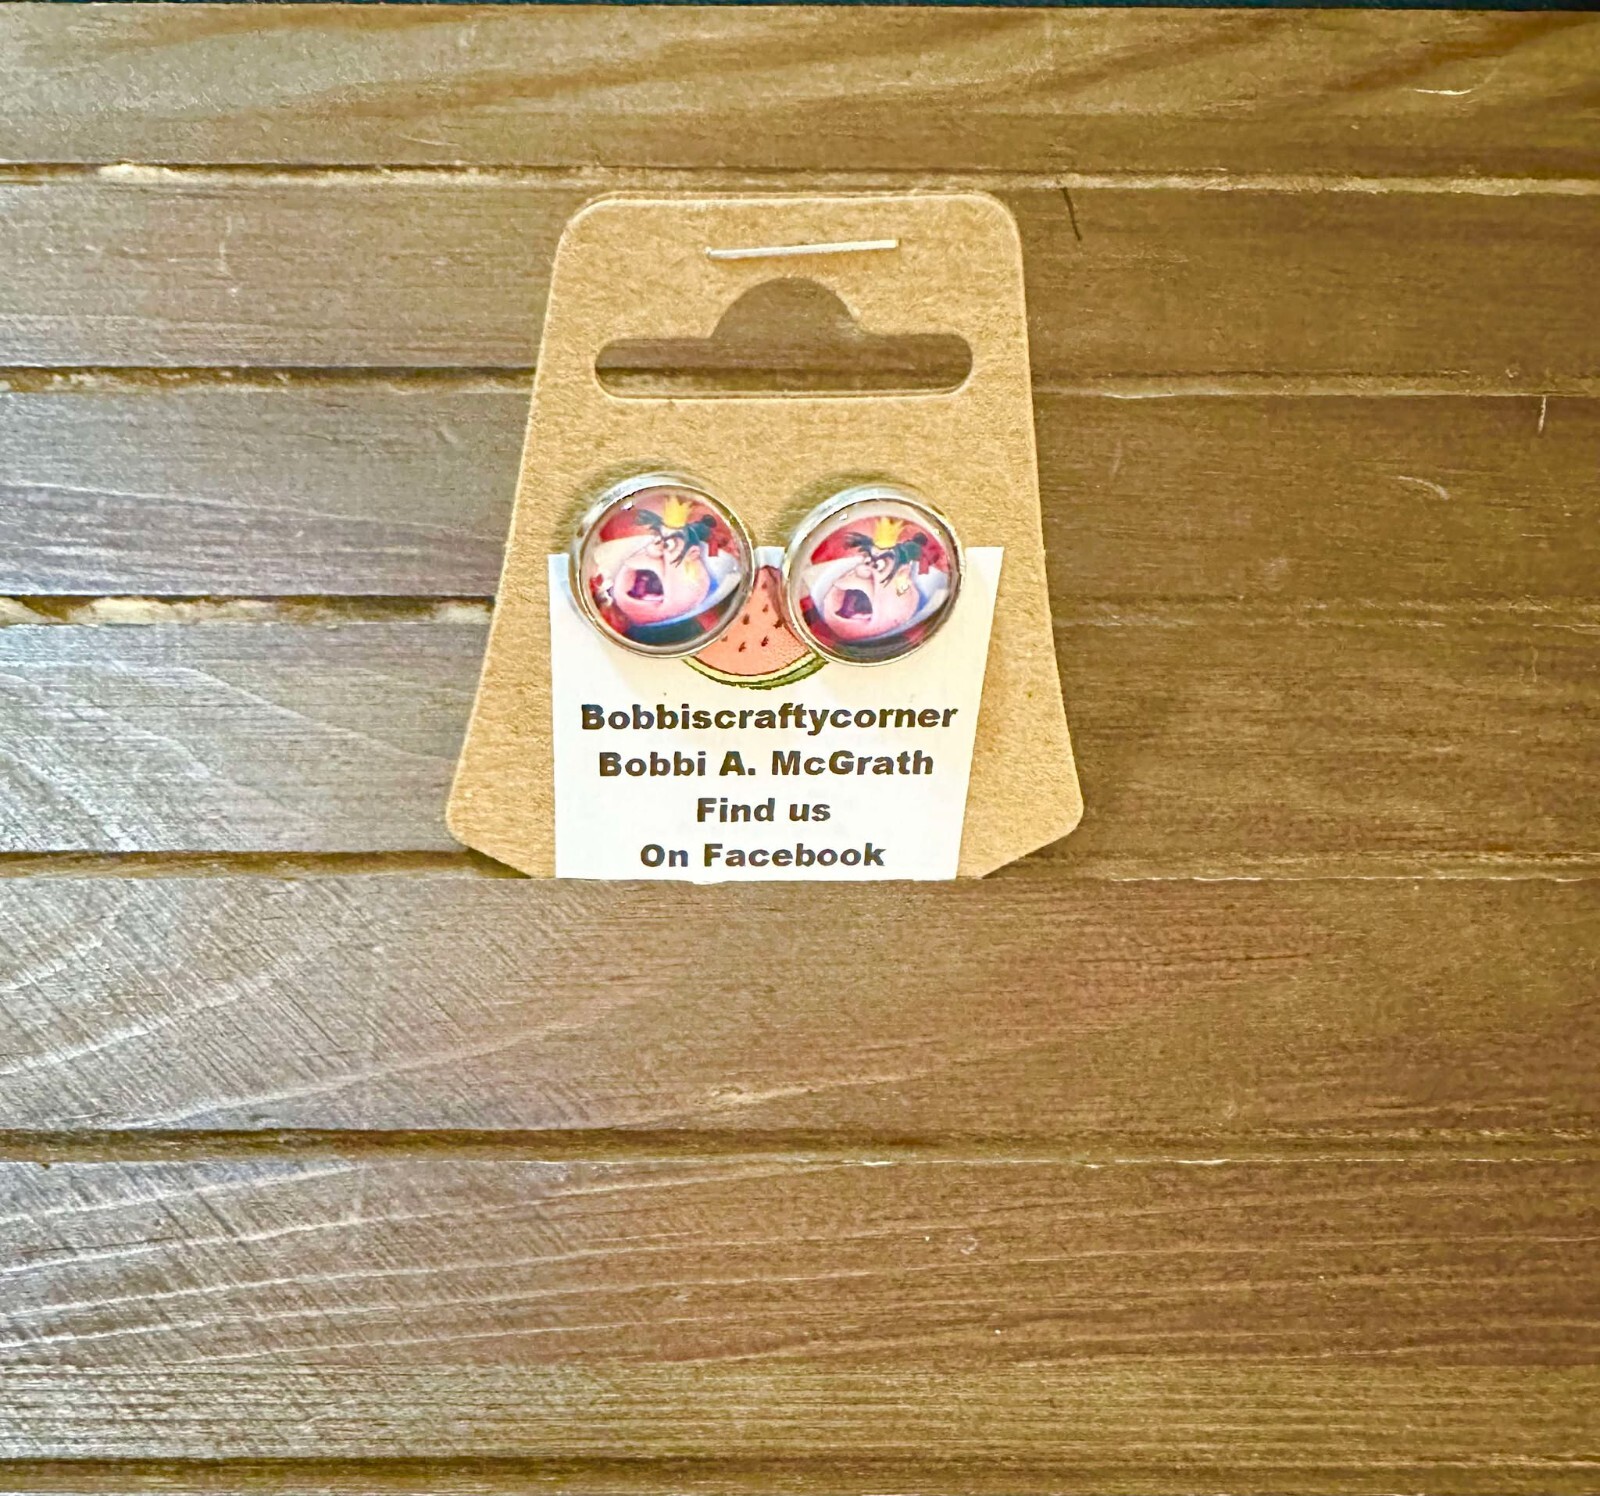 Bobbiscraftycorner
Bobbi A. McGrath
Find us
On Facebook